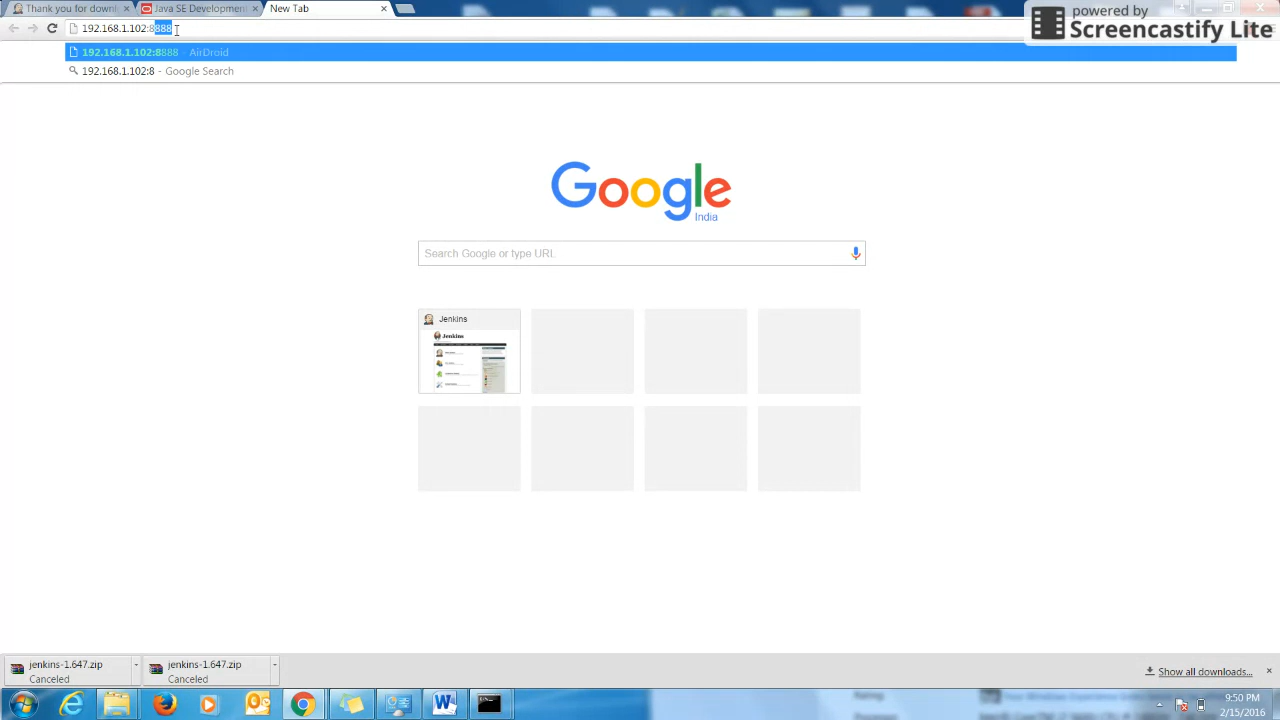 Thank you for downl
Java SE Development
New Tab
powered by
Screencastify Lite
192.168.1.102:8888
192.168.1.102:8888 - AirDroid
192.168.1.102:8 - Google Search
Google
India
Search Google or type URL
Jenkins
Jenkins
jenkins-1.647.zip
Canceled
jenkins-1.647.zip
Canceled
Show all downloads...
9:50 PM
2/15/2016